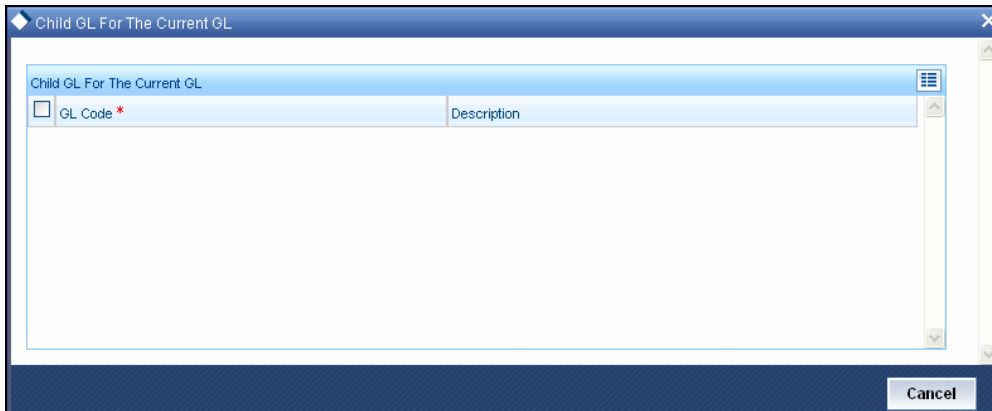 Child GL For The Current GL
Child GL For The Current GL
GL Code * Description
Cancel